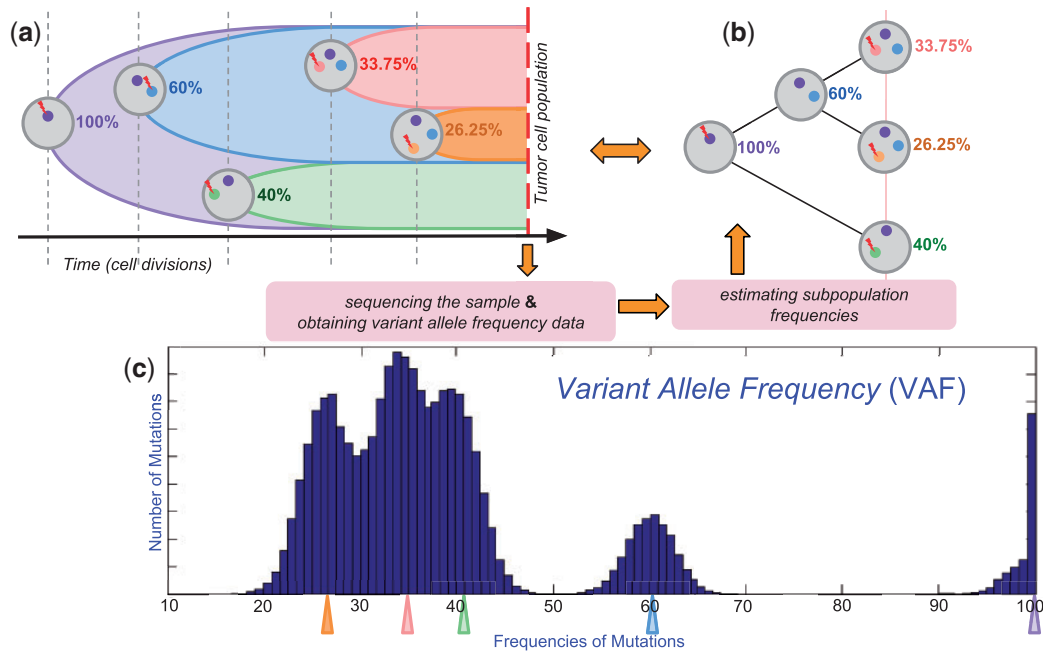 (a)
100%
60%
33.75%
26.25%
40%
Tumor cell population
Time (cell divisions)
(b)
33.75%
60%
100%
26.25%
40%
sequencing the sample &
obtaining variant allele frequency data
estimating subpopulation
frequencies
(c)
Variant Allele Frequency (VAF)
Number of Mutations
10 20 30 40 50 60 70 80 90 100
Frequencies of Mutations